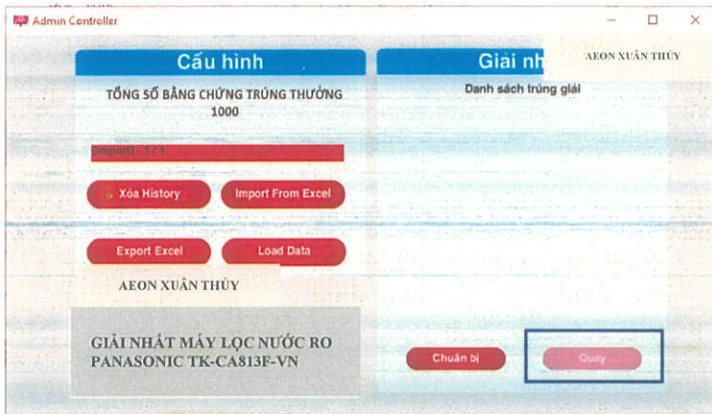 Admin Controller
Cấu hình
TỔNG SỐ BẰNG CHỨNG TRÚNG THƯỞNG
1000
[import] - 1 / 1
Xóa History
Import From Excel
Export Excel
Load Data
AEON XUÂN THỦY
GIẢI NHẤT MÁY LỌC NƯỚC RO
PANASONIC TK-CA813F-VN
Giải nh
AEON XUÂN THỦY
Danh sách trúng giải
Chuẩn bị
Quay